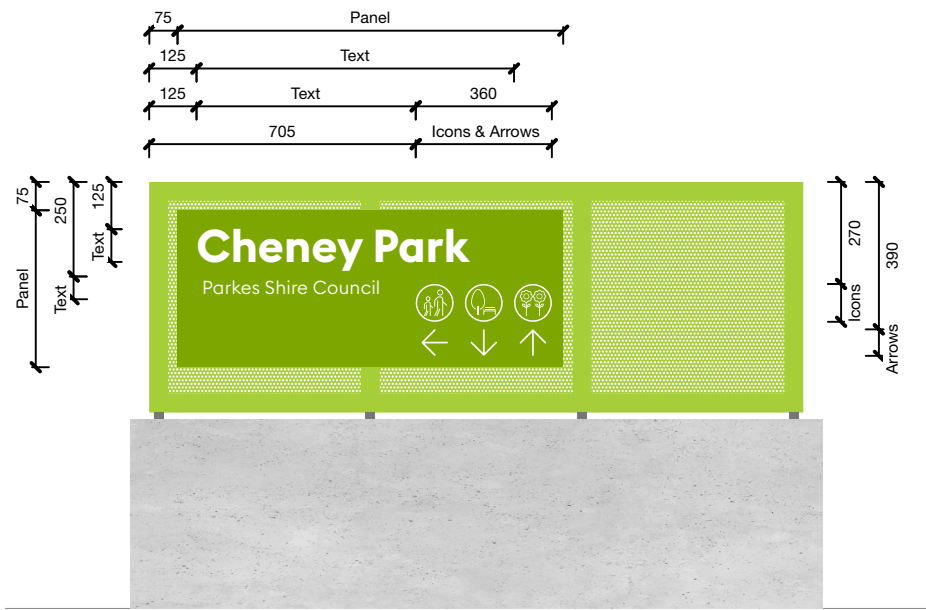 75 Panel
125 Text
125 Text 360
705 Icons & Arrows
75 Panel
250 Text
125 Text
270 Icons
390 Arrows
Cheney Park
Parkes Shire Council